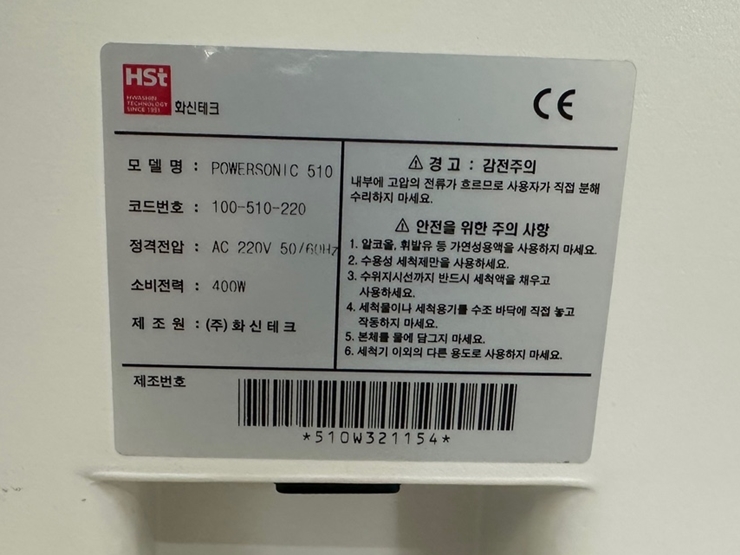 HSt
HWASHIN
TECHNOLOGY
SINCE 1981
화신테크
CE
모 델 명 : POWERSONIC 510
코드번호 : 100-510-220
정격전압 : AC 220V 50/60Hz
소비전력 : 400W
제 조 원 : (주) 화 신 테 크
⚠ 경 고 : 감전주의
내부에 고압의 전류가 흐르므로 사용자가 직접 분해
수리하지 마세요.
⚠ 안전을 위한 주의 사항
1. 알코올, 휘발유 등 가연성용액을 사용하지 마세요.
2. 수용성 세척제만을 사용하세요.
3. 수위지시선까지 반드시 세척액을 채우고
사용하세요.
4. 세척물이나 세척용기를 수조 바닥에 직접 놓고
작동하지 마세요.
5. 본체를 물에 담그지 마세요.
6. 세척기 이외의 다른 용도로 사용하지 마세요.
제조번호
*510W321154*